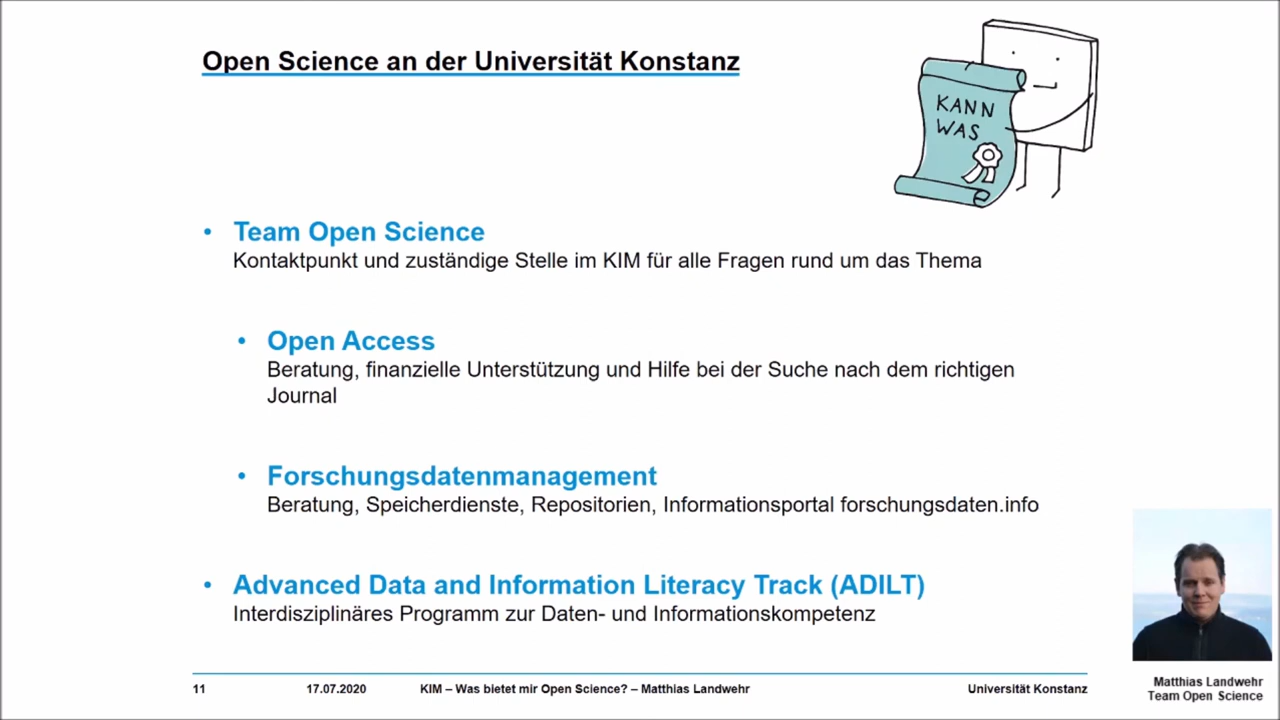 Open Science an der Universität Konstanz
KANN
WAS
• Team Open Science
Kontaktpunkt und zuständige Stelle im KIM für alle Fragen rund um das Thema
• Open Access
Beratung, finanzielle Unterstützung und Hilfe bei der Suche nach dem richtigen
Journal
• Forschungsdatenmanagement
Beratung, Speicherdienste, Repositorien, Informationsportal forschungsdaten.info
• Advanced Data and Information Literacy Track (ADILT)
Interdisziplinäres Programm zur Daten- und Informationskompetenz
11 17.07.2020 KIM – Was bietet mir Open Science? – Matthias Landwehr Universität Konstanz
Matthias Landwehr
Team Open Science